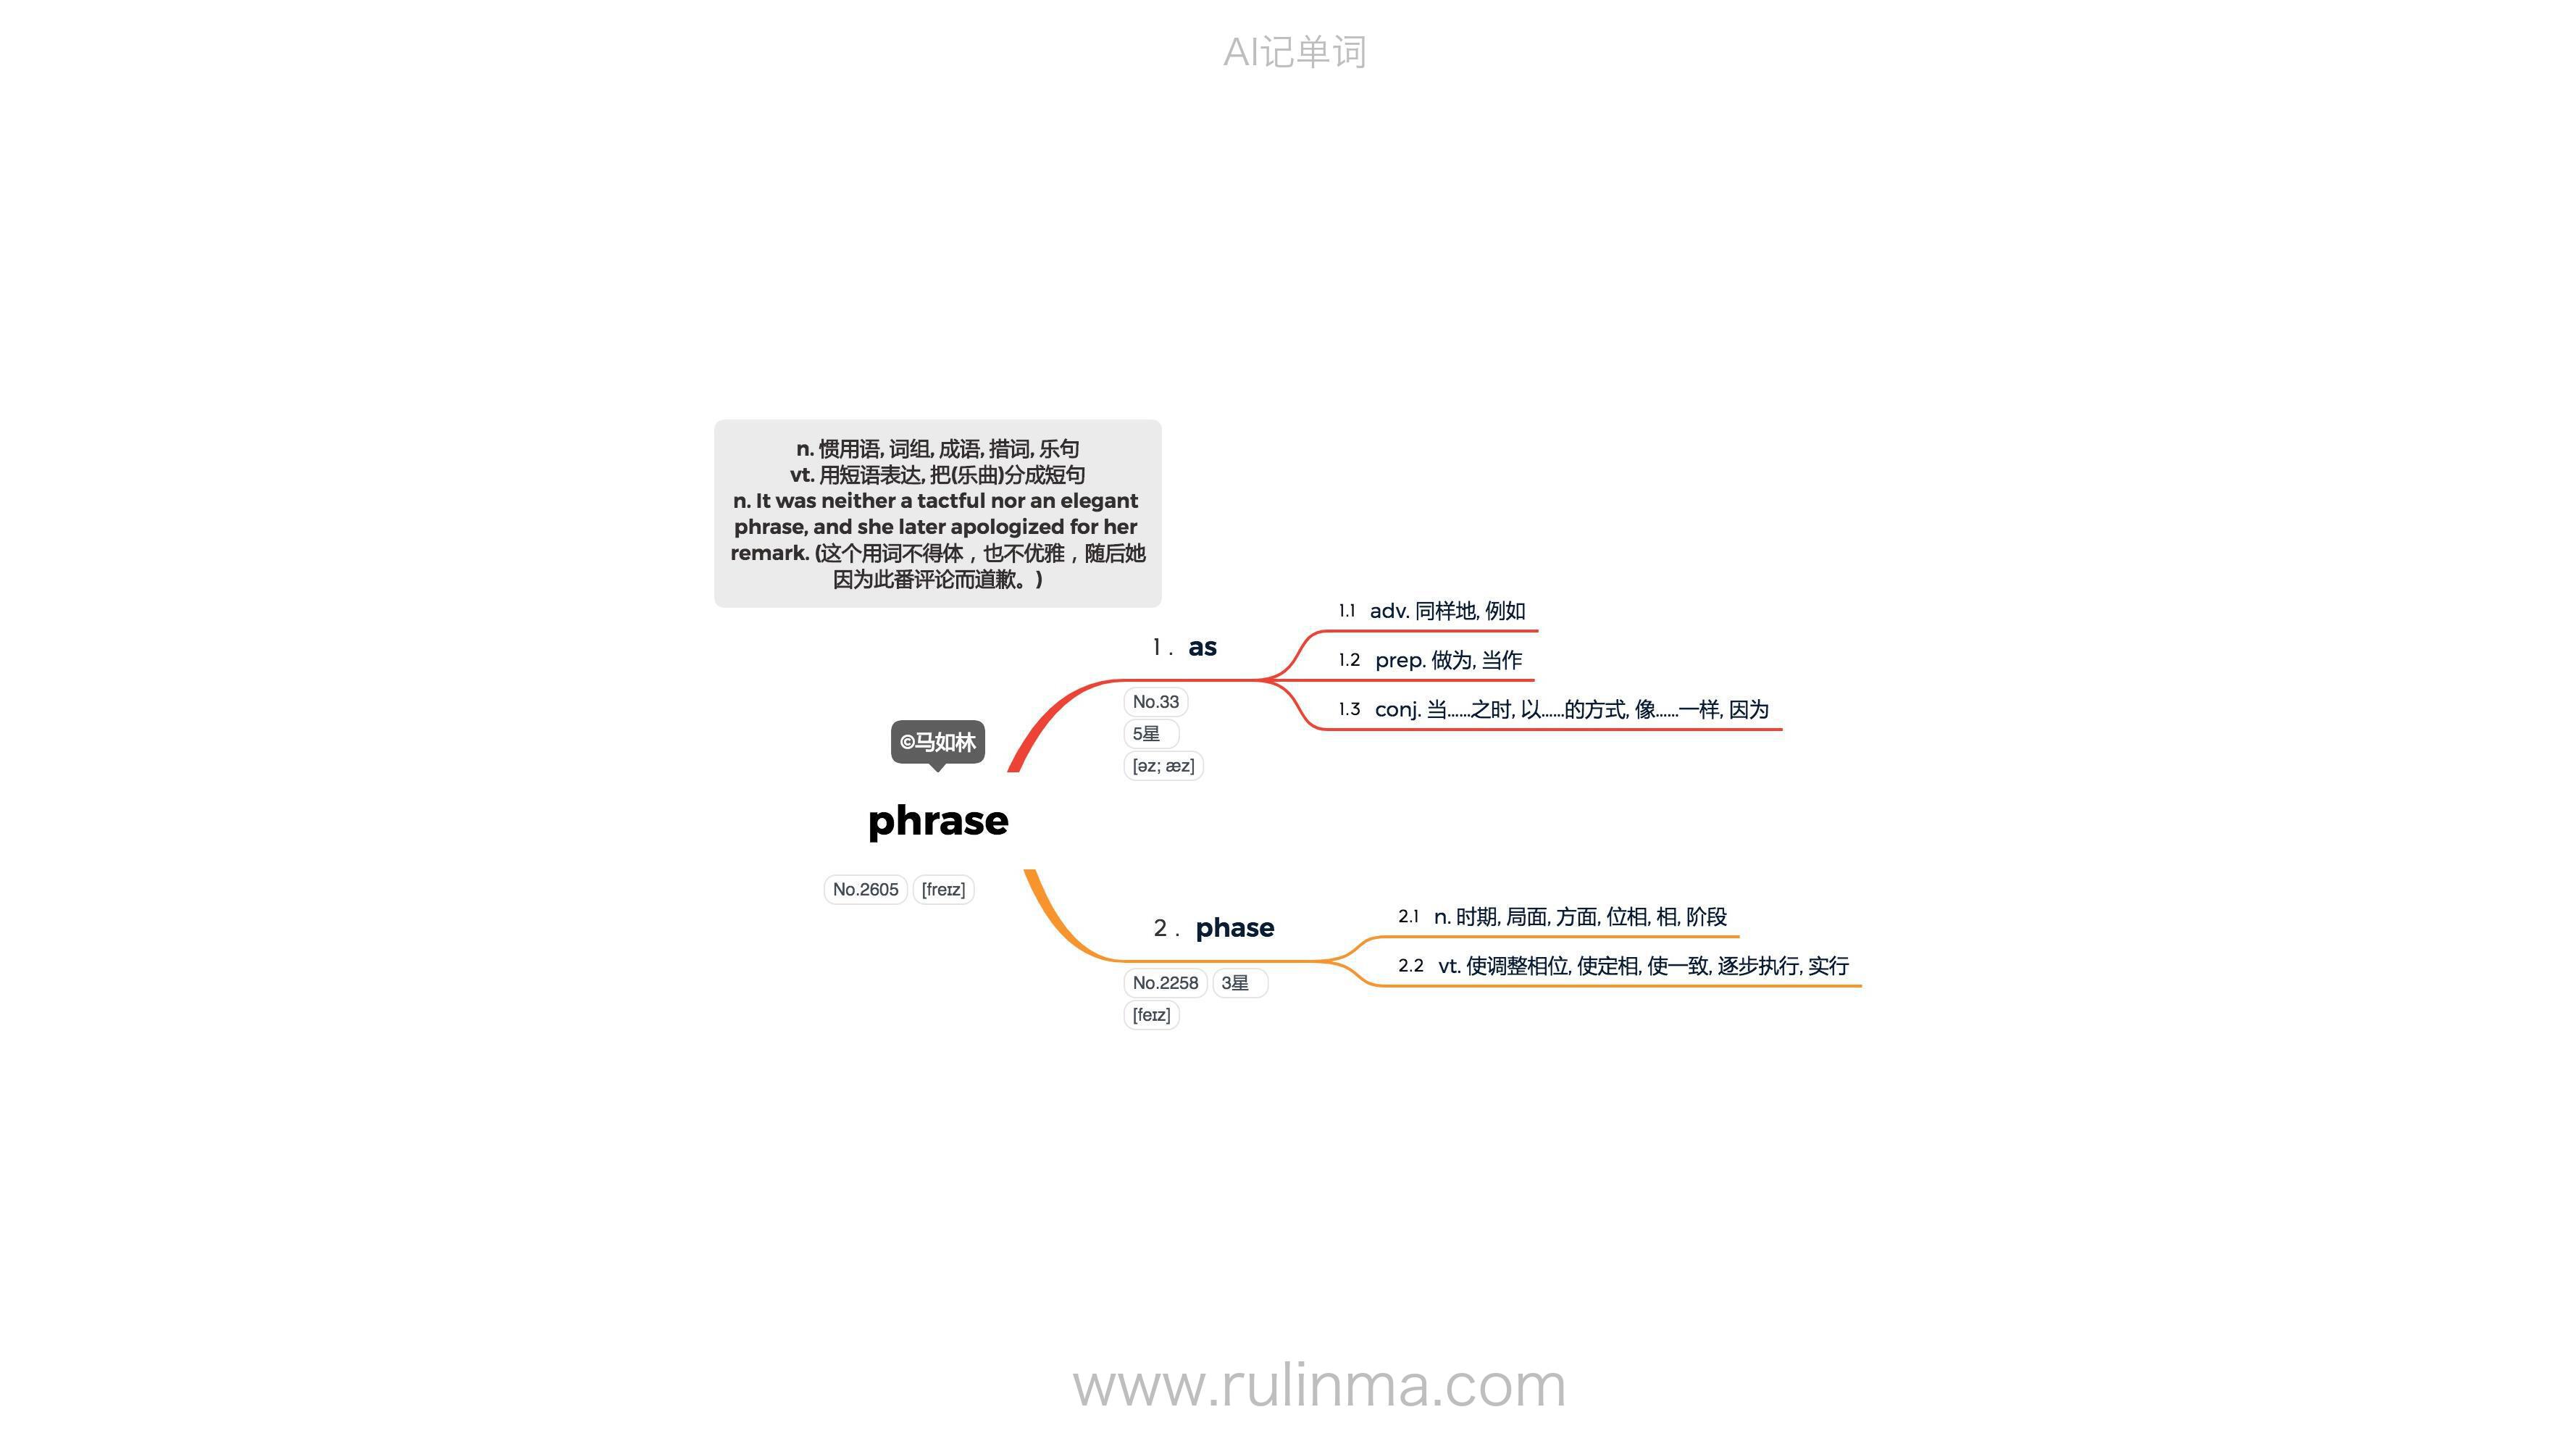 AI记单词
n. 惯用语, 词组, 成语, 措词, 乐句
vt. 用短语表达, 把(乐曲)分成短句
n. It was neither a tactful nor an elegant
phrase, and she later apologized for her
remark. (这个用词不得体，也不优雅，随后她
因为此番评论而道歉。)
©马如林
phrase
No.2605 [freɪz]
1. as
No.33
5星
[əz; æz]
1.1 adv. 同样地, 例如
1.2 prep. 做为, 当作
1.3 conj. 当……之时, 以……的方式, 像……一样, 因为
2. phase
No.2258 3星
[feɪz]
2.1 n. 时期, 局面, 方面, 位相, 相, 阶段
2.2 vt. 使调整相位, 使定相, 使一致, 逐步执行, 实行
www.rulinma.com